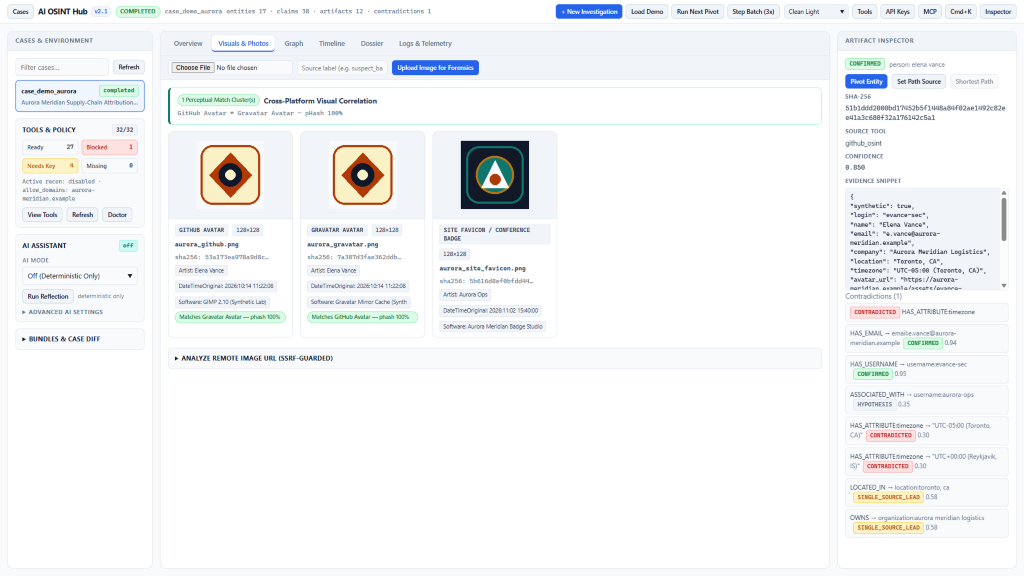 Cases
AI OSINT Hub v2.1 COMPLETED case_demo_aurora entities 17 · claims 38 · artifacts 12 · contradictions 1
+ New Investigation Load Demo Run Next Pivot Step Batch (3x) Clean Light Tools API Keys MCP Cmd+K Inspector
CASES & ENVIRONMENT
Filter cases... Refresh
case_demo_aurora completed
Aurora Meridian Supply-Chain Attribution...
TOOLS & POLICY 32/32
Ready 27 Blocked 1
Needs Key 4 Missing 0
Active recon: disabled ·
allow_domains: aurora-
meridian.example
View Tools Refresh Doctor
AI ASSISTANT off
AI MODE
Off (Deterministic Only)
Run Reflection deterministic only
▸ ADVANCED AI SETTINGS
▸ BUNDLES & CASE DIFF
Overview Visuals & Photos Graph Timeline Dossier Logs & Telemetry
Choose File No file chosen Source label (e.g. suspect_ba Upload Image for Forensics
1 Perceptual Match Cluster(s) Cross-Platform Visual Correlation
GitHub Avatar = Gravatar Avatar — pHash 100%
GITHUB AVATAR 128×128
aurora_github.png
Artist: Elena Vance
DateTimeOriginal: 2026:10:14 11:22:08
Software: GIMP 2.10 (Synthetic Lab)
Matches Gravatar Avatar — phash 100%
GRAVATAR AVATAR 128×128
aurora_gravatar.png
Artist: Elena Vance
DateTimeOriginal: 2026:10:14 11:22:08
Software: Gravatar Mirror Cache (Synth
Matches GitHub Avatar — phash 100%
SITE FAVICON / CONFERENCE
BADGE
128×128
aurora_site_favicon.png
Artist: Aurora Ops
DateTimeOriginal: 2026:11:02 15:40:00
Software: Aurora Meridian Badge Studio
▸ ANALYZE REMOTE IMAGE URL (SSRF-GUARDED)
ARTIFACT INSPECTOR
CONFIRMED person: elena vance
Pivot Entity Set Path Source Shortest Path
SHA-256
SOURCE TOOL
github_osint
CONFIDENCE
0.850
EVIDENCE SNIPPET
{
"synthetic": true,
"login": "evance-sec",
"name": "Elena Vance",
"email": "e.vance@aurora-
meridian.example",
"company": "Aurora Meridian Logistics",
"location": "Toronto, CA",
"timezone": "UTC-05:00 (Toronto, CA)",
"avatar_url": "https://aurora-
meridian.example/assets/evance-
Contradictions (1)
CONTRADICTED HAS_ATTRIBUTE:timezone
HAS_EMAIL → email:e.vance@aurora-
meridian.example CONFIRMED 0.94
HAS_USERNAME → username:evance-sec
CONFIRMED 0.95
ASSOCIATED_WITH → username:aurora-ops
HYPOTHESIS 0.35
HAS_ATTRIBUTE:timezone → "UTC-05:00 (Toronto,
CA)" CONTRADICTED 0.30
HAS_ATTRIBUTE:timezone → "UTC+00:00 (Reykjavik,
IS)" CONTRADICTED 0.30
LOCATED_IN → location:toronto, ca
SINGLE_SOURCE_LEAD 0.58
OWNS → organization:aurora meridian logistics
SINGLE_SOURCE_LEAD 0.58